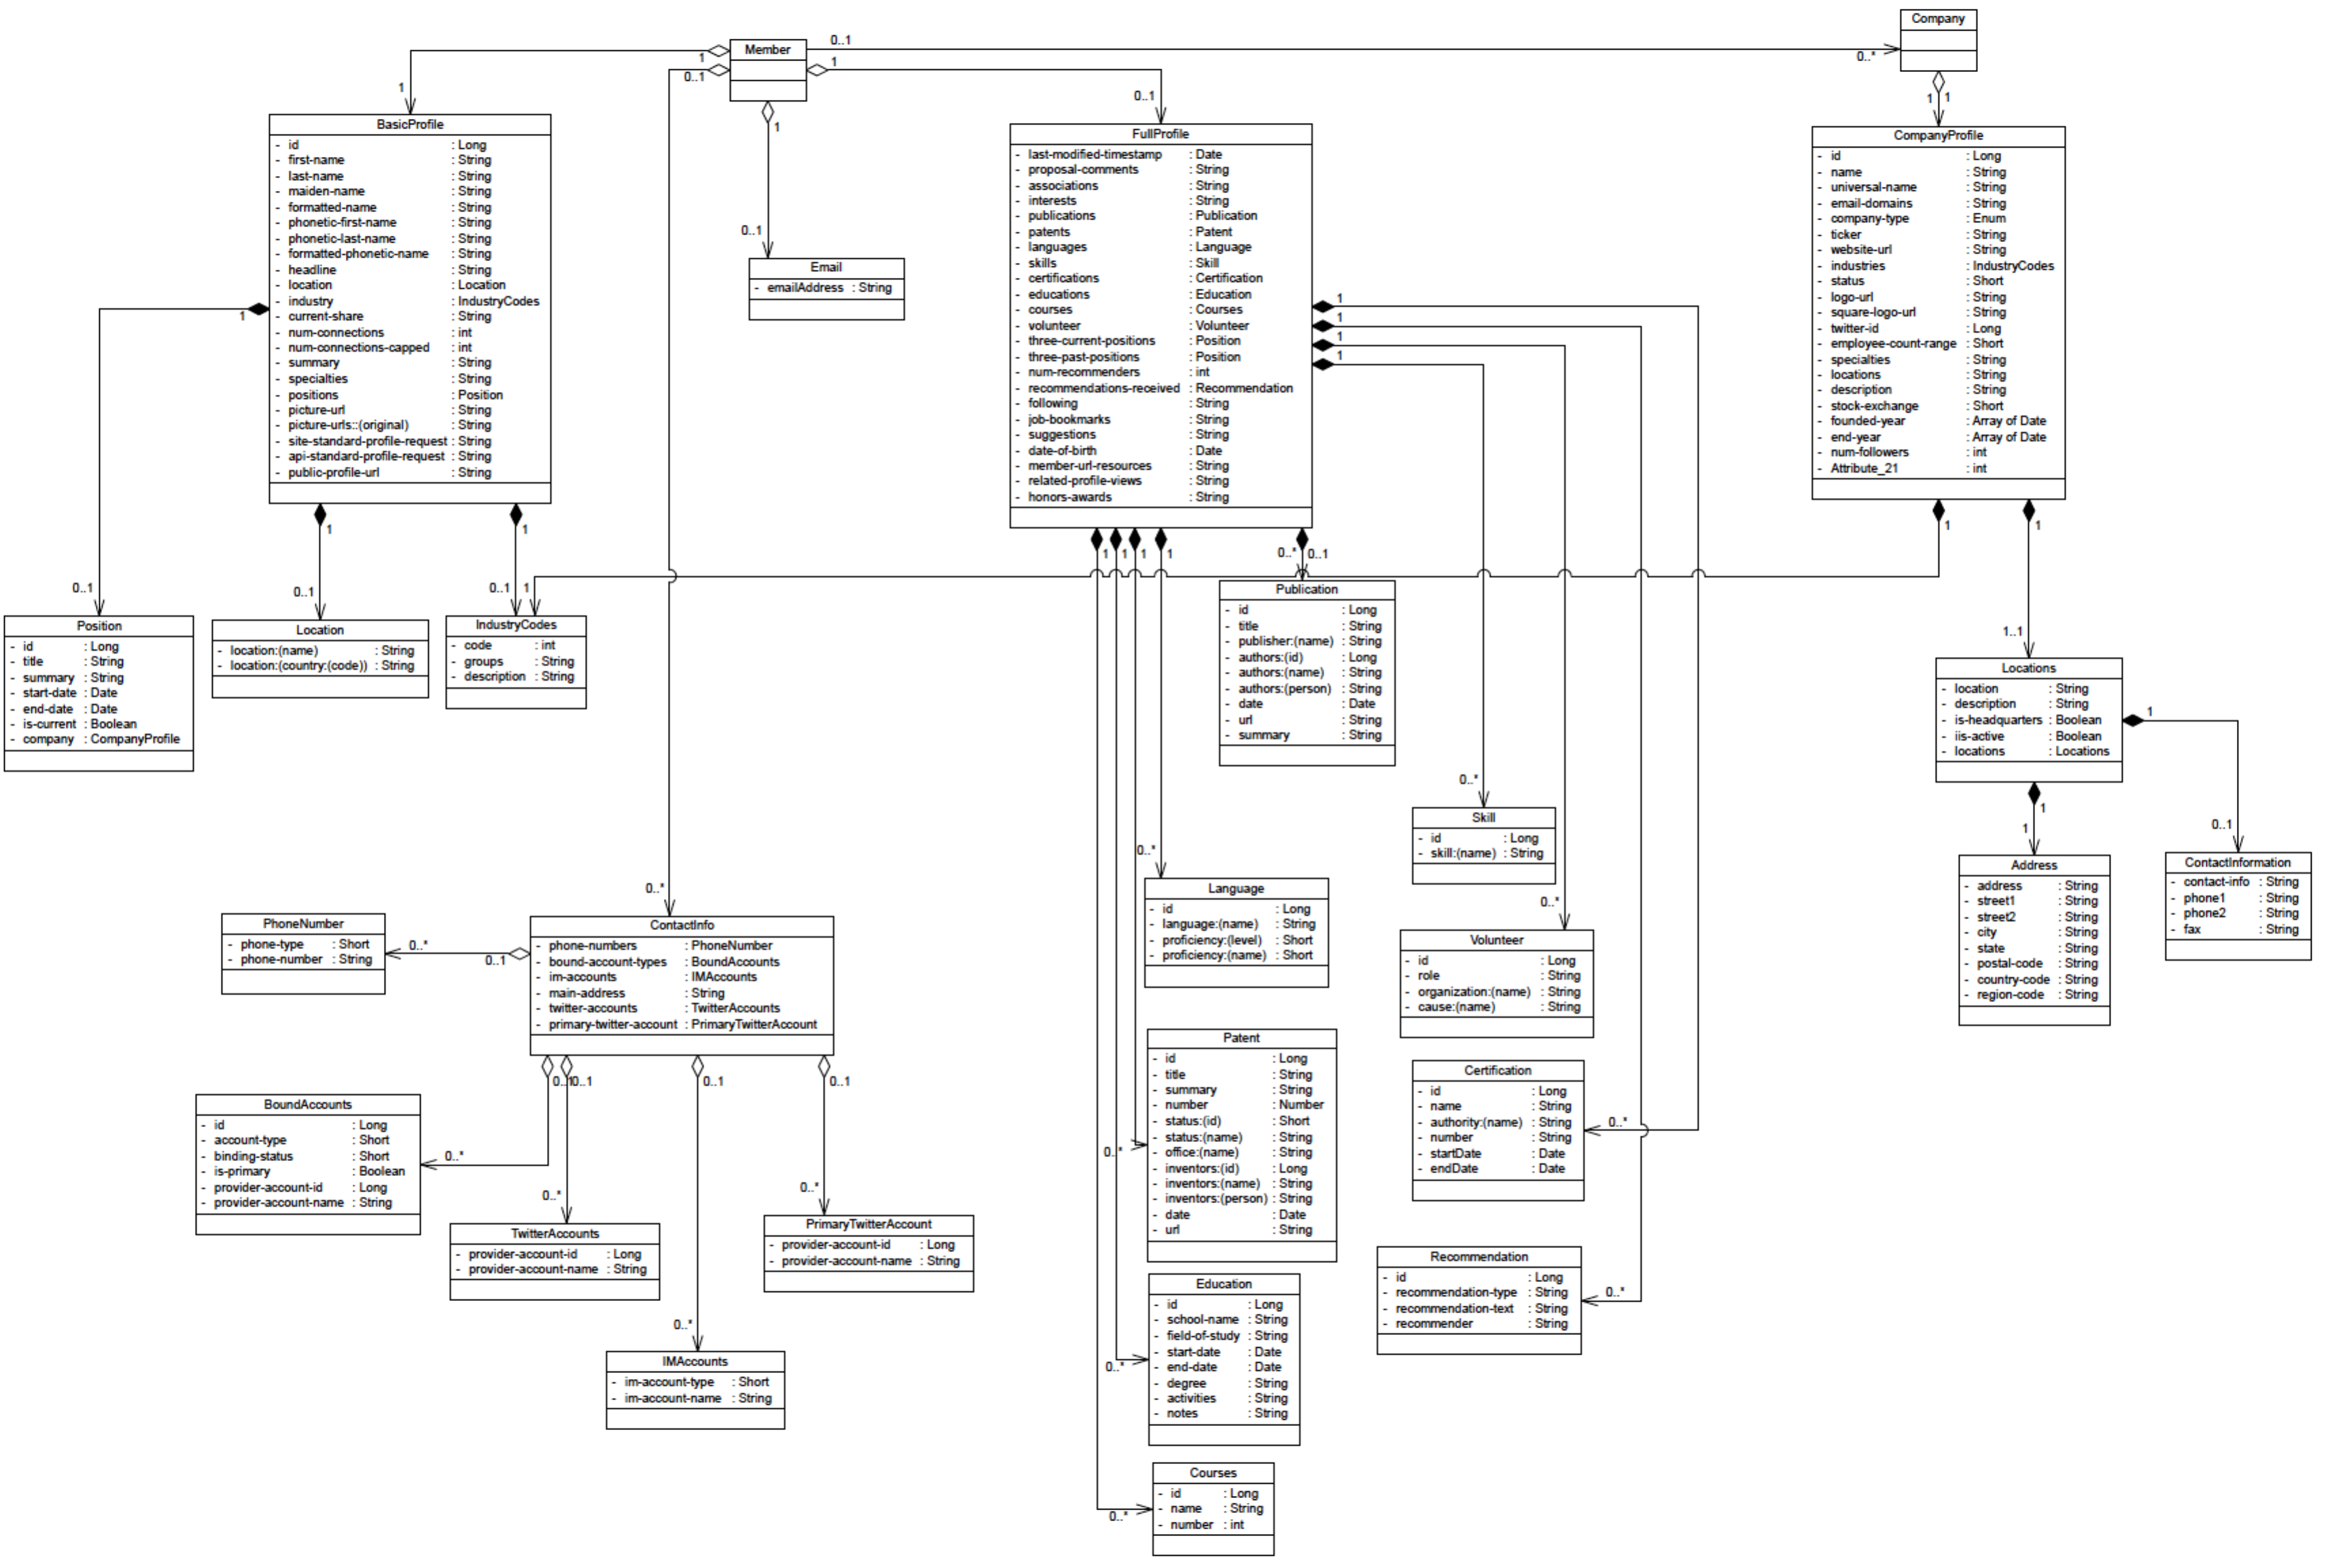 Company
Member
0..1
0..*
1
0..1
1
1
0..1
1
0..1
1
1
BasicProfile
- id : Long
- first-name : String
- last-name : String
- maiden-name : String
- formatted-name : String
- phonetic-first-name : String
- phonetic-last-name : String
- formatted-phonetic-name : String
- headline : String
- location : Location
- industry : IndustryCodes
- current-share : String
- num-connections : int
- num-connections-capped : int
- summary : String
- specialties : String
- positions : Position
- picture-url : String
- picture-urls::(original) : String
- site-standard-profile-request : String
- api-standard-profile-request : String
- public-profile-url : String
FullProfile
- last-modified-timestamp : Date
- proposal-comments : String
- associations : String
- interests : String
- publications : Publication
- patents : Patent
- languages : Language
- skills : Skill
- certifications : Certification
- educations : Education
- courses : Courses
- volunteer : Volunteer
- three-current-positions : Position
- three-past-positions : Position
- num-recommenders : int
- recommendations-received : Recommendation
- following : String
- job-bookmarks : String
- suggestions : String
- date-of-birth : Date
- member-url-resources : String
- related-profile-views : String
- honors-awards : String
CompanyProfile
- id : Long
- name : String
- universal-name : String
- email-domains : String
- company-type : Enum
- ticker : String
- website-url : String
- industries : IndustryCodes
- status : Short
- logo-url : String
- square-logo-url : String
- twitter-id : Long
- employee-count-range : Short
- specialties : String
- locations : String
- description : String
- stock-exchange : Short
- founded-year : Array of Date
- end-year : Array of Date
- num-followers : int
- Attribute_21 : int
0..1
Email
- emailAddress : String
1
1
1
1
1
1
1
1
1
1
1
1
0..*
0..1
1
1
0..1
0..1
0..1
1
1..1
Position
- id : Long
- title : String
- summary : String
- start-date : Date
- end-date : Date
- is-current : Boolean
- company : CompanyProfile
Location
- location:(name) : String
- location:(country:(code)) : String
IndustryCodes
- code : int
- groups : String
- description : String
Publication
- id : Long
- title : String
- publisher:(name) : String
- authors:(id) : Long
- authors:(name) : String
- authors:(person) : String
- date : Date
- url : String
- summary : String
Locations
- location : String
- description : String
- is-headquarters : Boolean
- iis-active : Boolean
- locations : Locations
1
1
1
0..1
0..*
Skill
- id : Long
- skill:(name) : String
Address
- address : String
- street1 : String
- street2 : String
- city : String
- state : String
- postal-code : String
- country-code : String
- region-code : String
ContactInformation
- contact-info : String
- phone1 : String
- phone2 : String
- fax : String
0..*
Language
- id : Long
- language:(name) : String
- proficiency:(level) : Short
- proficiency:(name) : Short
0..*
Volunteer
- id : Long
- role : String
- organization:(name) : String
- cause:(name) : String
0..*
PhoneNumber
- phone-type : Short
- phone-number : String
0..*
0..1
ContactInfo
- phone-numbers : PhoneNumber
- bound-account-types : BoundAccounts
- im-accounts : IMAccounts
- main-address : String
- twitter-accounts : TwitterAccounts
- primary-twitter-account : PrimaryTwitterAccount
0..1
0..1
0..1
0..1
Patent
- id : Long
- title : String
- summary : String
- number : Number
- status:(id) : Short
- status:(name) : String
- office:(name) : String
- inventors:(id) : Long
- inventors:(name) : String
- inventors:(person) : String
- date : Date
- url : String
0..*
Certification
- id : Long
- name : String
- authority:(name) : String
- number : String
- startDate : Date
- endDate : Date
0..*
BoundAccounts
- id : Long
- account-type : Short
- binding-status : Short
- is-primary : Boolean
- provider-account-id : Long
- provider-account-name : String
0..*
0..*
TwitterAccounts
- provider-account-id : Long
- provider-account-name : String
0..*
PrimaryTwitterAccount
- provider-account-id : Long
- provider-account-name : String
Recommendation
- id : Long
- recommendation-type : String
- recommendation-text : String
- recommender : String
0..*
Education
- id : Long
- school-name : String
- field-of-study : String
- start-date : Date
- end-date : Date
- degree : String
- activities : String
- notes : String
0..*
0..*
IMAccounts
- im-account-type : Short
- im-account-name : String
Courses
- id : Long
- name : String
- number : int
0..*